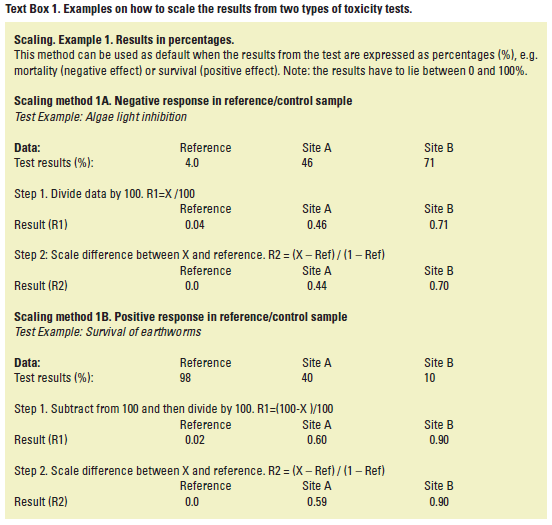 Text Box 1. Examples on how to scale the results from two types of toxicity tests.
Scaling. Example 1. Results in percentages.
This method can be used as default when the results from the test are expressed as percentages (%), e.g.
mortality (negative effect) or survival (positive effect). Note: the results have to lie between 0 and 100%.
Scaling method 1A. Negative response in reference/control sample
Test Example: Algae light inhibition
Data: Reference Site A Site B
Test results (%): 4.0 46 71
Step 1. Divide data by 100. R1=X /100
Reference Site A Site B
Result (R1) 0.04 0.46 0.71
Step 2: Scale difference between X and reference. R2 = (X – Ref) / (1 – Ref)
Reference Site A Site B
Result (R2) 0.0 0.44 0.70
Scaling method 1B. Positive response in reference/control sample
Test Example: Survival of earthworms
Data: Reference Site A Site B
Test results (%): 98 40 10
Step 1. Subtract from 100 and then divide by 100. R1=(100-X )/100
Reference Site A Site B
Result (R1) 0.02 0.60 0.90
Step 2. Scale difference between X and reference. R2 = (X – Ref) / (1 – Ref)
Reference Site A Site B
Result (R2) 0.0 0.59 0.90